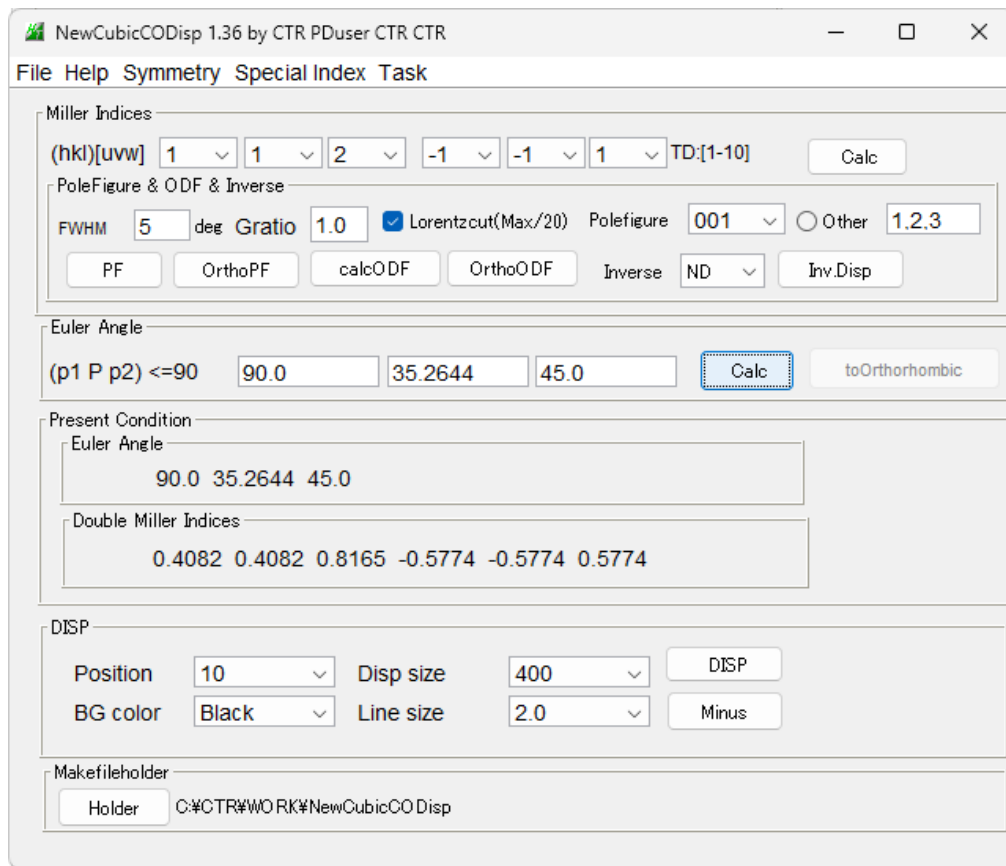 NewCubicCODisp 1.36 by CTR PDuser CTR CTR
File Help Symmetry Special Index Task
Miller Indices
(hkl)[uvw] 1 1 2 -1 -1 1 TD:[1-10] Calc
PoleFigure & ODF & Inverse
FWHM 5 deg Gratio 1.0 Lorentzcut(Max/20) Polefigure 001 Other 1,2,3
PF OrthoPF calcODF OrthoODF Inverse ND Inv.Disp
Euler Angle
(p1 P p2) <=90 90.0 35.2644 45.0 Calc toOrthorhombic
Present Condition
Euler Angle
90.0 35.2644 45.0
Double Miller Indices
0.4082 0.4082 0.8165 -0.5774 -0.5774 0.5774
DISP
Position 10 Disp size 400 DISP
BG color Black Line size 2.0 Minus
Makefileholder
Holder C:¥CTR¥WORK¥NewCubicCODisp